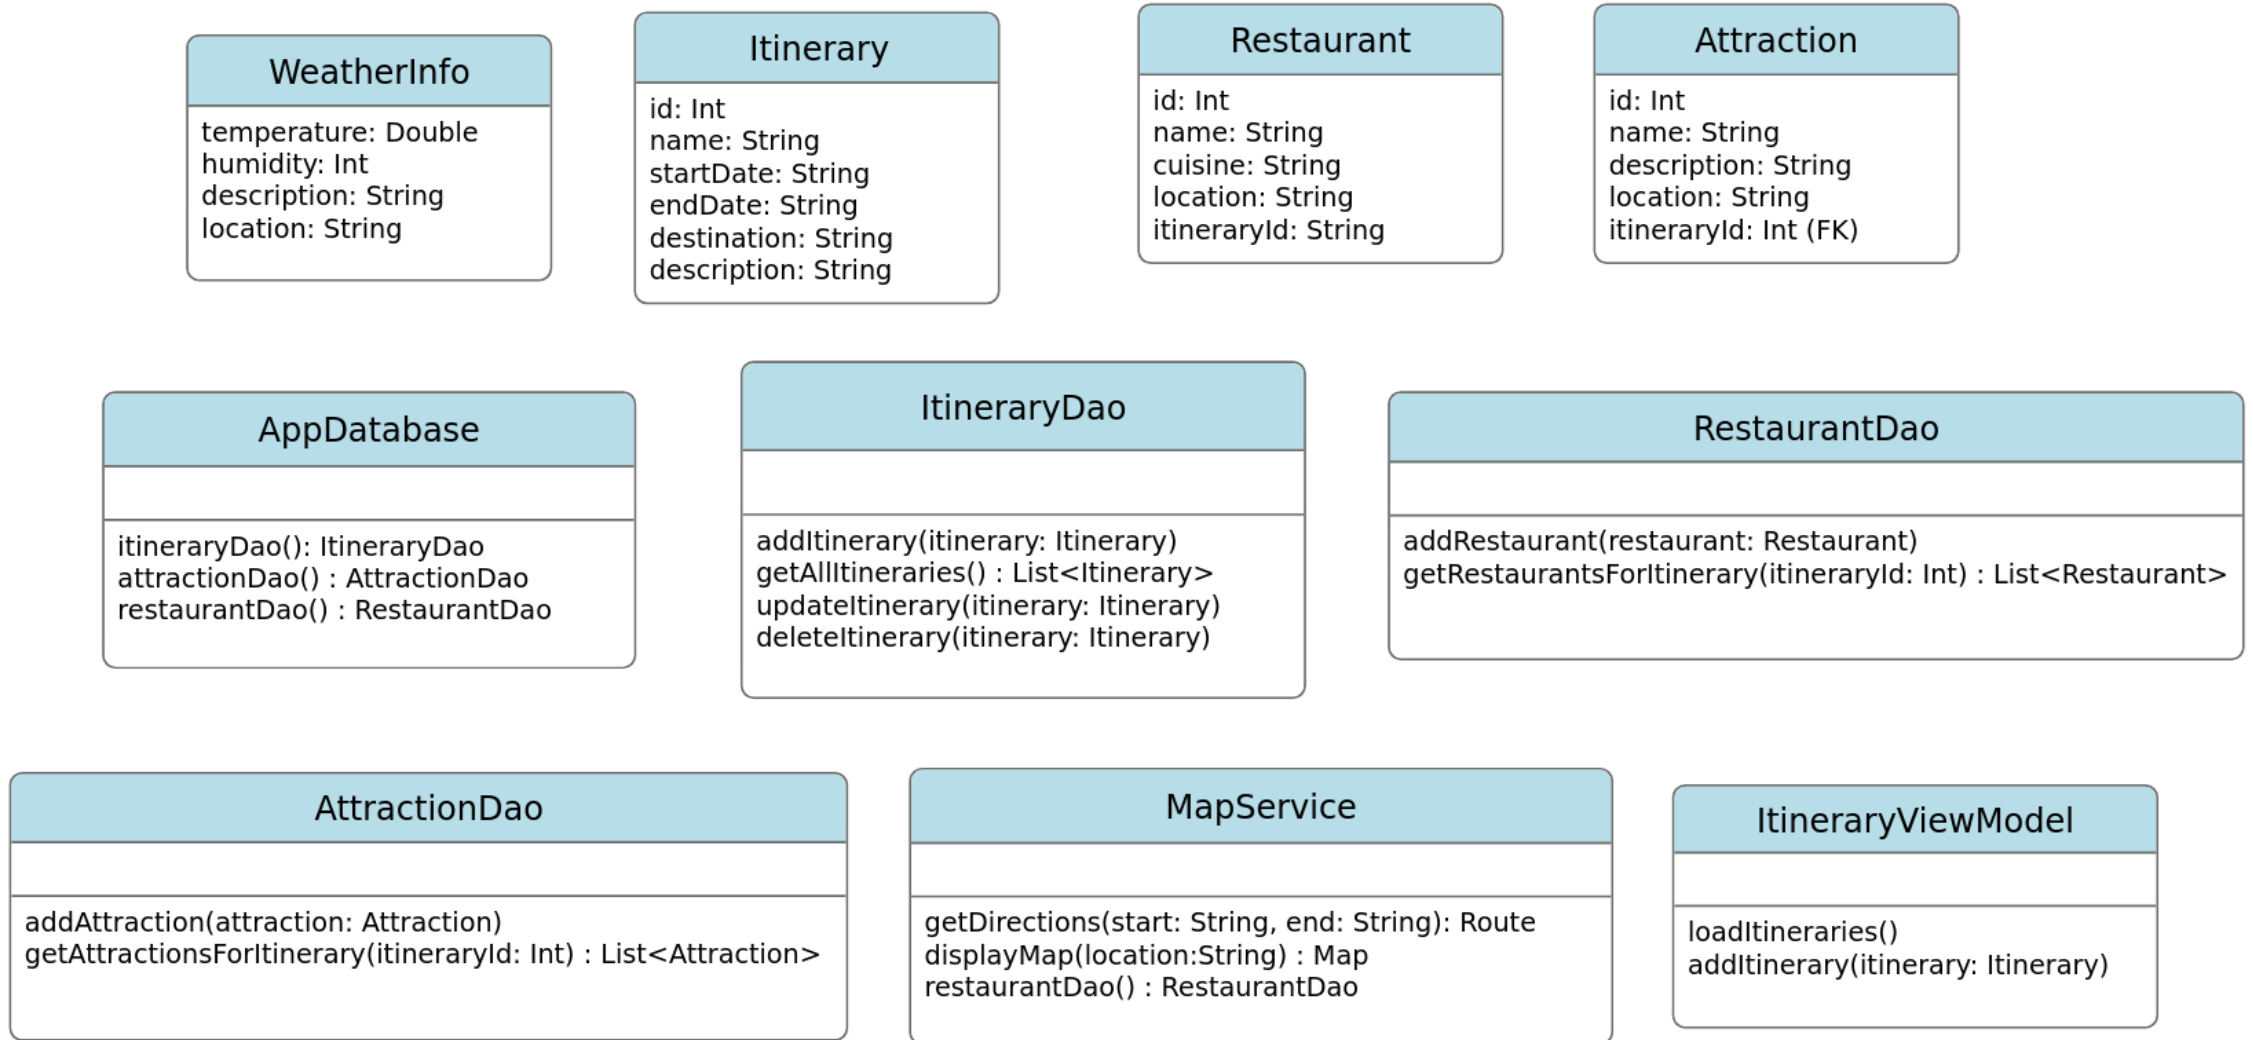 WeatherInfo
temperature: Double
humidity: Int
description: String
location: String
Itinerary
id: Int
name: String
startDate: String
endDate: String
destination: String
description: String
Restaurant
id: Int
name: String
cuisine: String
location: String
itineraryId: String
Attraction
id: Int
name: String
description: String
location: String
itineraryId: Int (FK)
AppDatabase
itineraryDao(): ItineraryDao
attractionDao() : AttractionDao
restaurantDao() : RestaurantDao
ItineraryDao
addItinerary(itinerary: Itinerary)
getAllItineraries() : List<Itinerary>
updateItinerary(itinerary: Itinerary)
deleteItinerary(itinerary: Itinerary)
RestaurantDao
addRestaurant(restaurant: Restaurant)
getRestaurantsForItinerary(itineraryId: Int) : List<Restaurant>
AttractionDao
addAttraction(attraction: Attraction)
getAttractionsForItinerary(itineraryId: Int) : List<Attraction>
MapService
getDirections(start: String, end: String): Route
displayMap(location:String) : Map
restaurantDao() : RestaurantDao
ItineraryViewModel
loadItineraries()
addItinerary(itinerary: Itinerary)